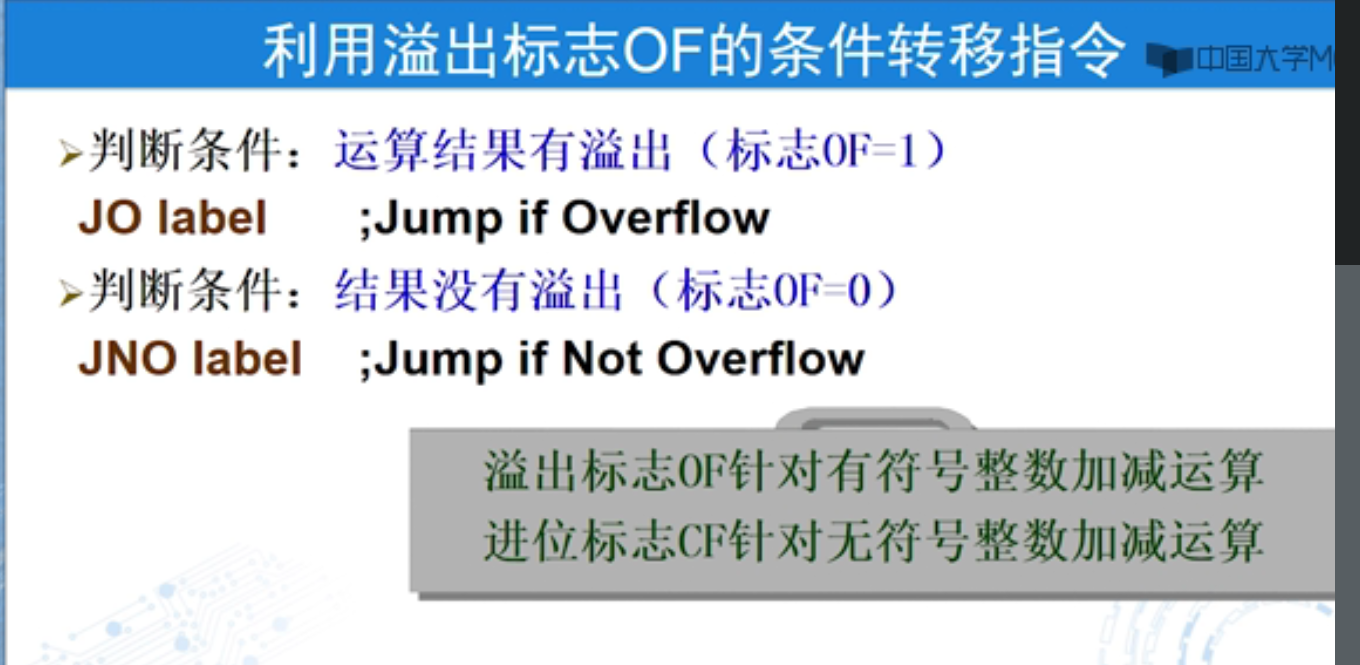 利用溢出标志OF的条件转移指令
中国大学M
➢判断条件：运算结果有溢出（标志OF=1）
JO label ;Jump if Overflow
➢判断条件：结果没有溢出（标志OF=0）
JNO label ;Jump if Not Overflow
溢出标志OF针对有符号整数加减运算
进位标志CF针对无符号整数加减运算